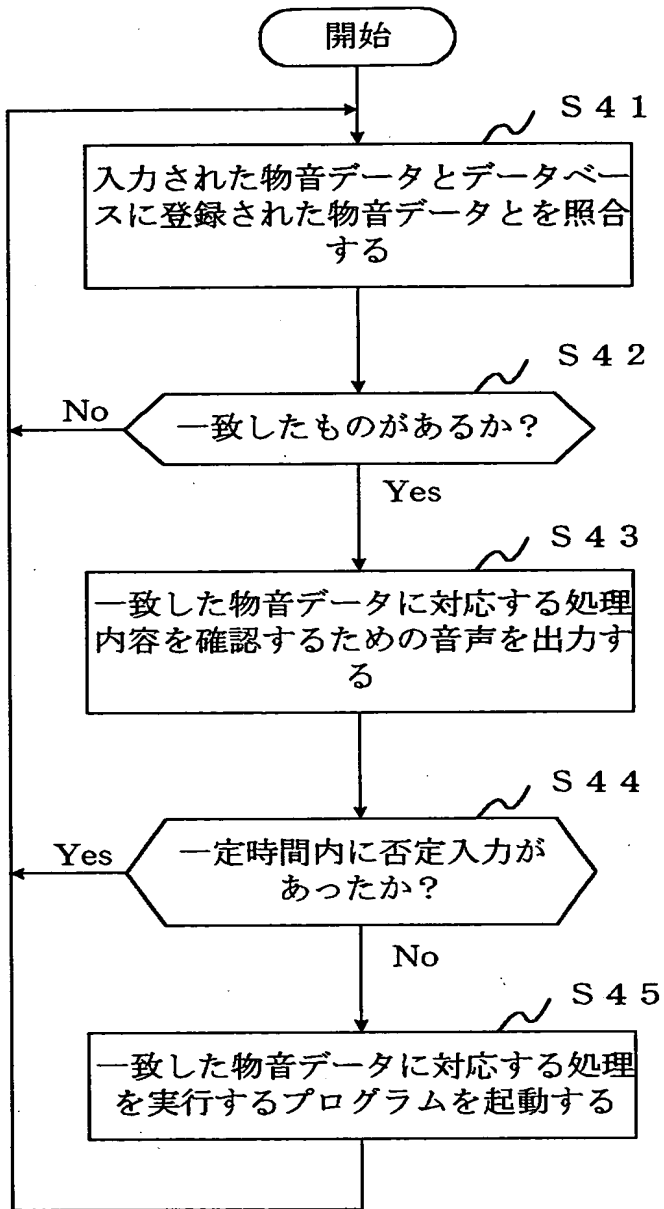 開始
S41
入力された物音データとデータベー
スに登録された物音データとを照合
する
S42
No
一致したものがあるか？
Yes
S43
一致した物音データに対応する処理
内容を確認するための音声を出力す
る
S44
Yes
一定時間内に否定入力が
あったか？
No
S45
一致した物音データに対応する処理
を実行するプログラムを起動する